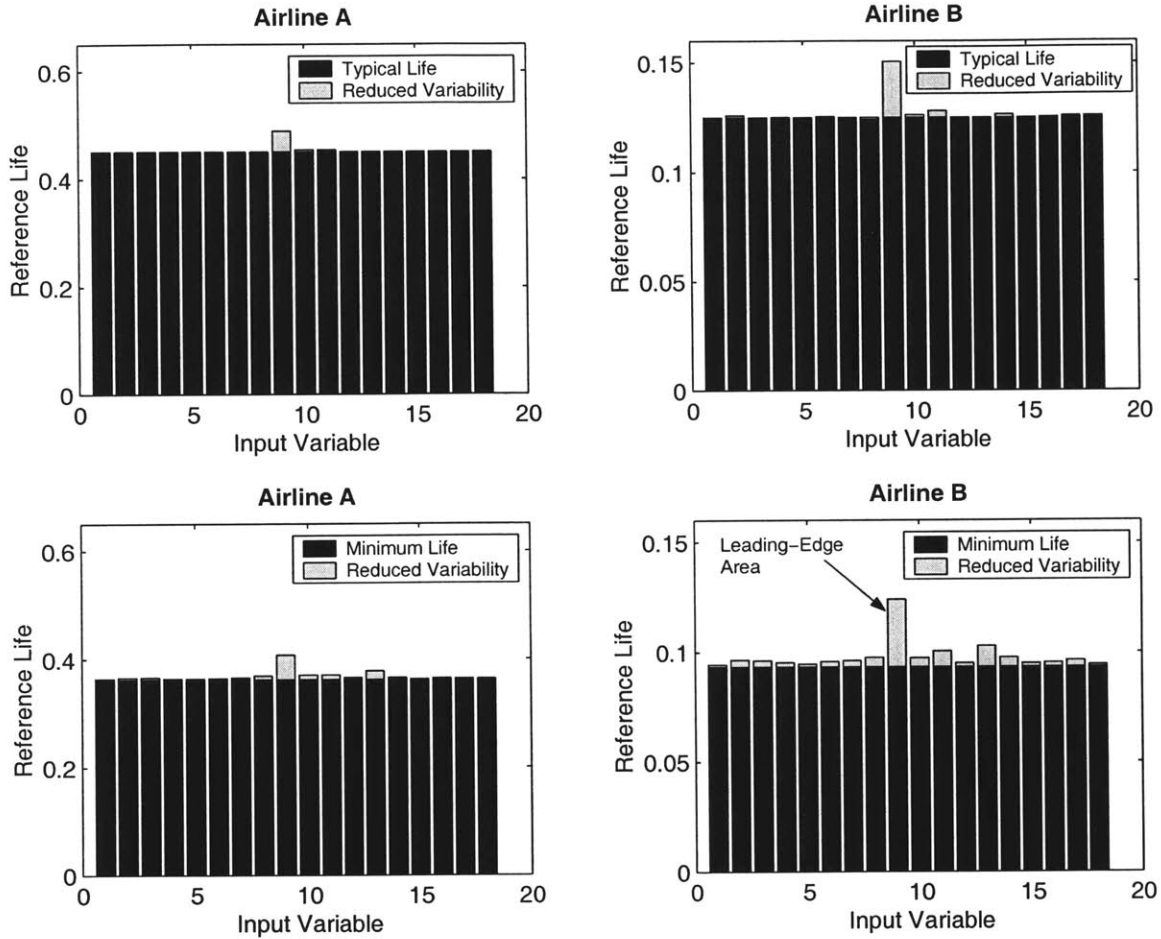 Airline A
0.6
0.4
0.2
0
Reference Life
Typical Life
Reduced Variability
0
5
10
15
20
Input Variable
Airline B
0.15
0.1
0.05
0
Reference Life
Typical Life
Reduced Variability
0
5
10
15
20
Input Variable
Airline A
0.6
0.4
0.2
0
Reference Life
Minimum Life
Reduced Variability
0
5
10
15
20
Input Variable
Airline B
0.15
0.1
0.05
0
Reference Life
Leading-Edge
Area
Minimum Life
Reduced Variability
0
5
10
15
20
Input Variable